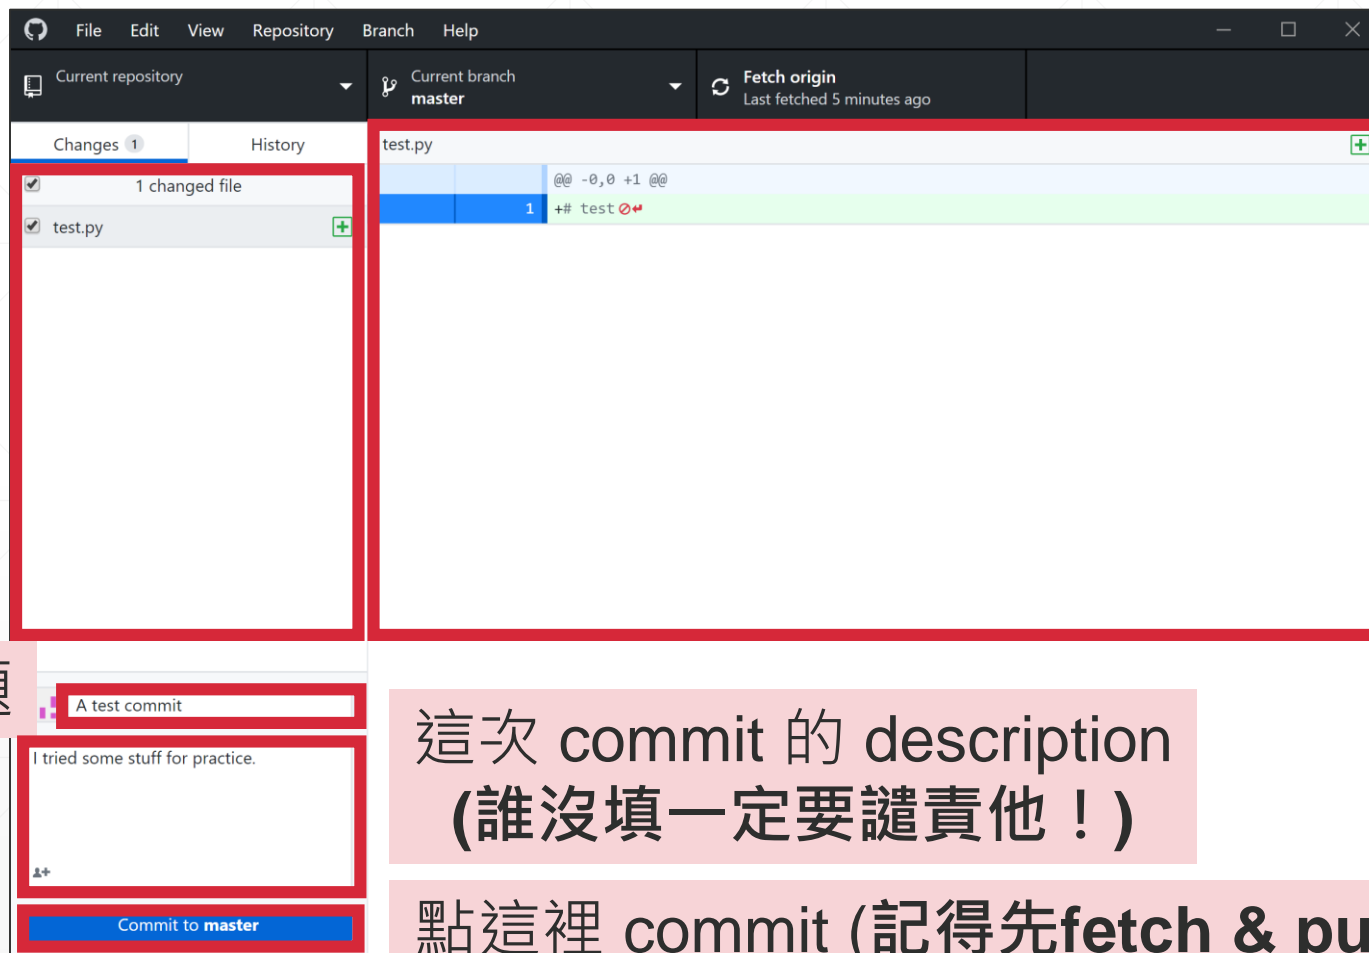 File Edit View Repository Branch Help
Current repository
Current branch
master
Fetch origin
Last fetched 5 minutes ago
Changes 1
History
1 changed file
test.py
test.py
@@ -0,0 +1 @@
1 +# test
A test commit
I tried some stuff for practice.
Commit to master
這次 commit 的 description
(誰沒填一定要譴責他！)
點這裡 commit (記得先fetch & pu